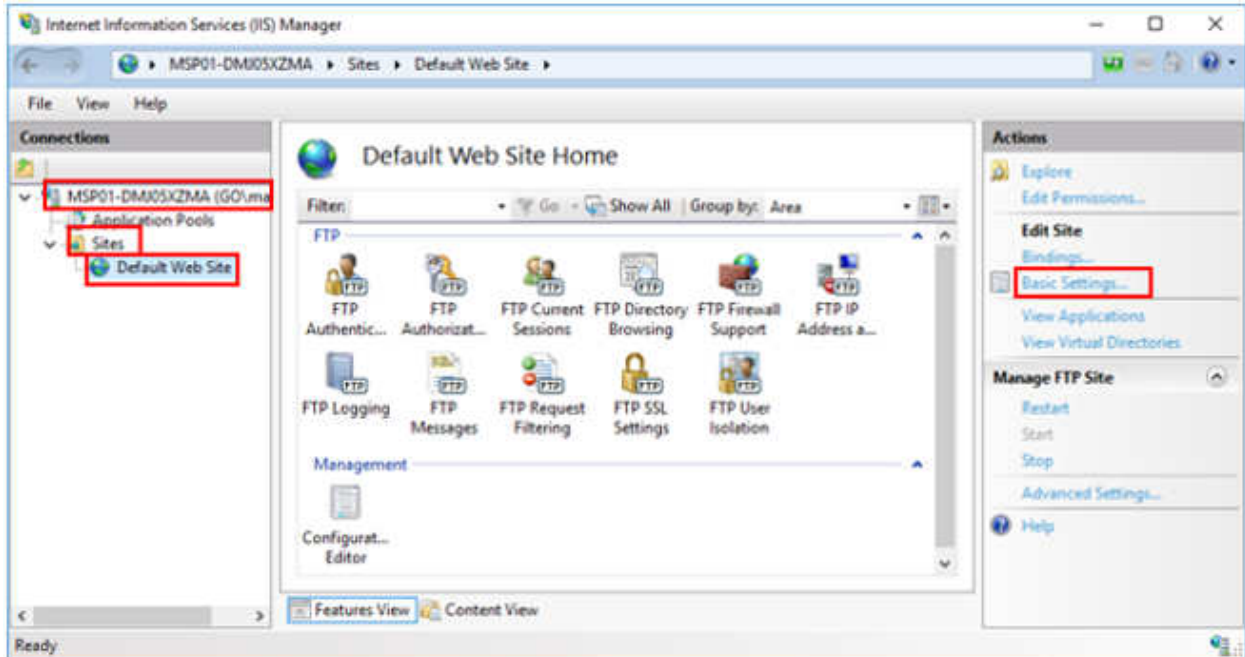 Internet Information Services (IIS) Manager
MSP01-DMJ05XZMA Sites Default Web Site
File View Help
Connections
MSP01-DMJ05XZMA (GO\ma
Application Pools
Sites
Default Web Site
Default Web Site Home
Filter: Go Show All Group by: Area
FTP
FTP Authentic...
FTP Authorizat...
FTP Current Sessions
FTP Directory Browsing
FTP Firewall Support
FTP IP Address a...
FTP Logging
FTP Messages
FTP Request Filtering
FTP SSL Settings
FTP User Isolation
Management
Configurat... Editor
Features View Content View
Actions
Explore
Edit Permissions...
Edit Site
Bindings...
Basic Settings...
View Applications
View Virtual Directories
Manage FTP Site
Restart
Start
Stop
Advanced Settings...
Help
Ready